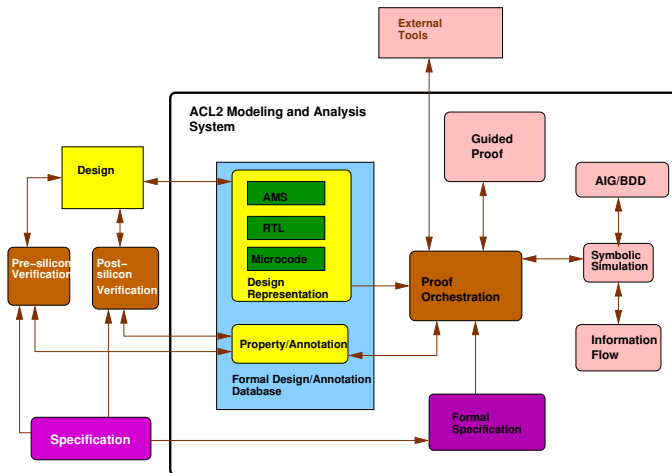 External
Tools
ACL2 Modeling and Analysis
System
Guided
Proof
Design
AMS
AIG/BDD
RTL
Pre-silicon
Verification
Post-
silicon
Verification
Microcode
Design
Representation
Proof
Orchestration
Symbolic
Simulation
Property/Annotation
Information
Flow
Formal Design/Annotation
Database
Formal
Specification
Specification